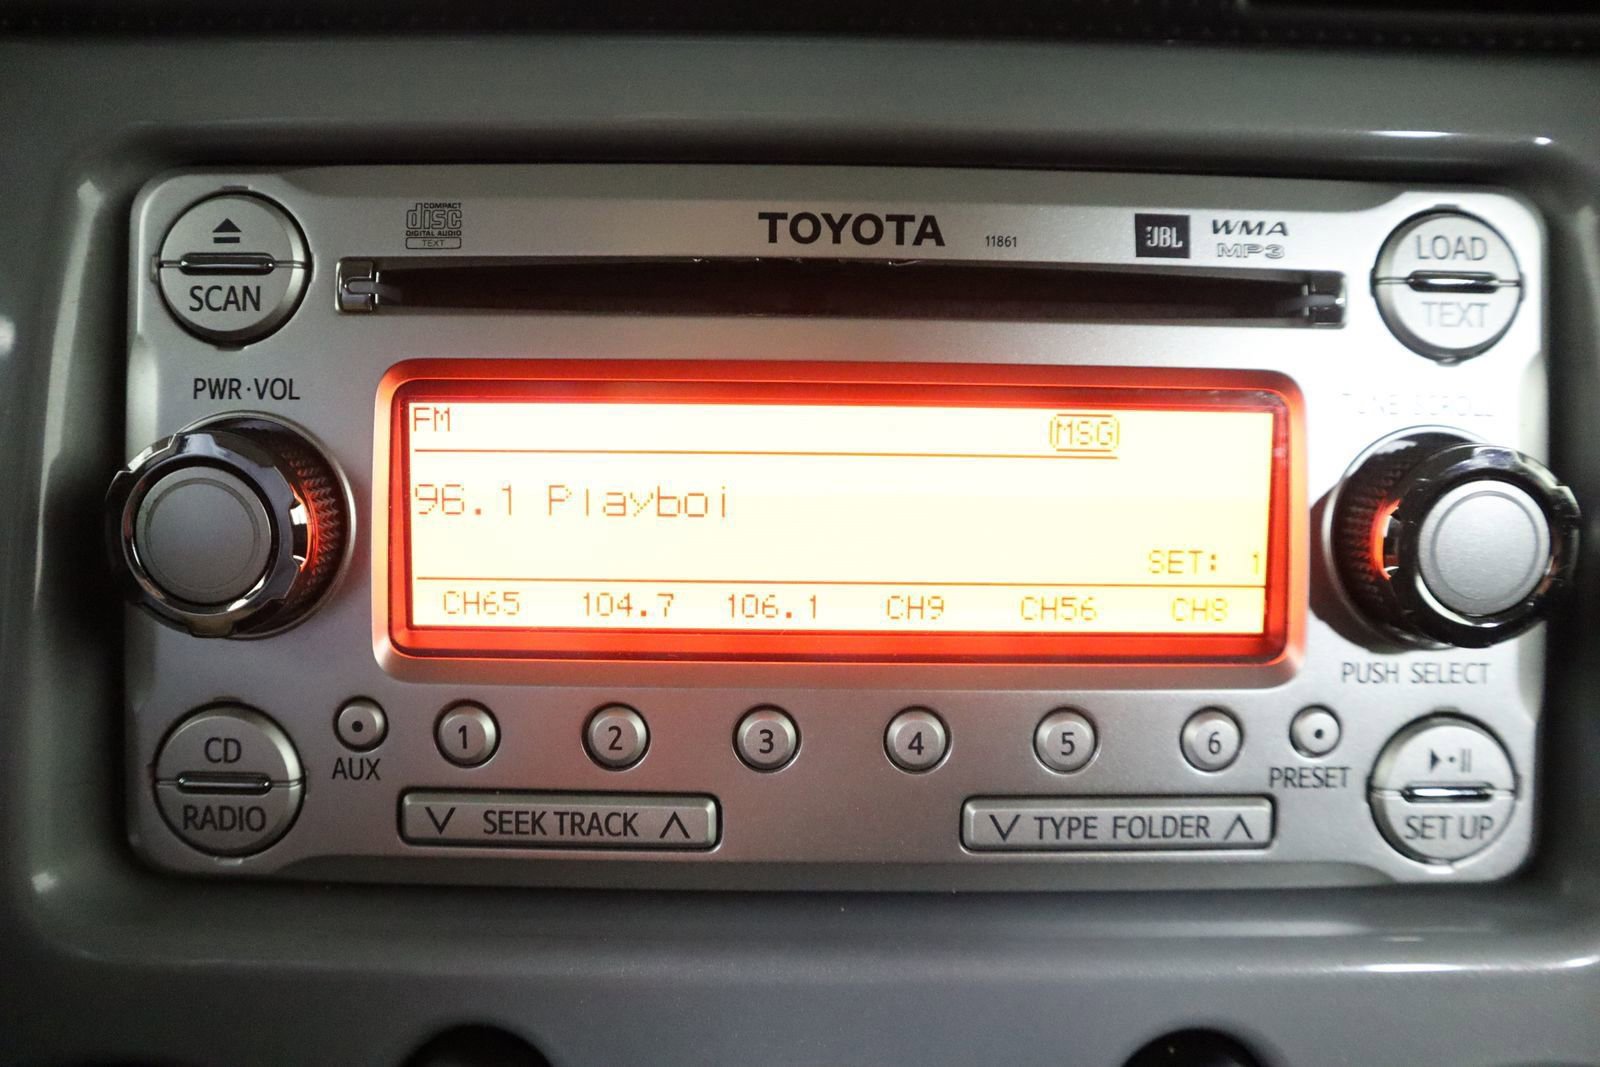 COMPACT
disc
DIGITAL AUDIO
TEXT
TOYOTA
11861
JBL
WMA
MP3
LOAD
TEXT
SCAN
PWR·VOL
TUNE·SCROLL
FM
MSG
96.1 Playboi
SET: 1
CH65 104.7 106.1 CH9 CH56 CH8
PUSH SELECT
CD
RADIO
AUX
1 2 3 4 5 6
PRESET
SEEK TRACK
TYPE FOLDER
SET UP